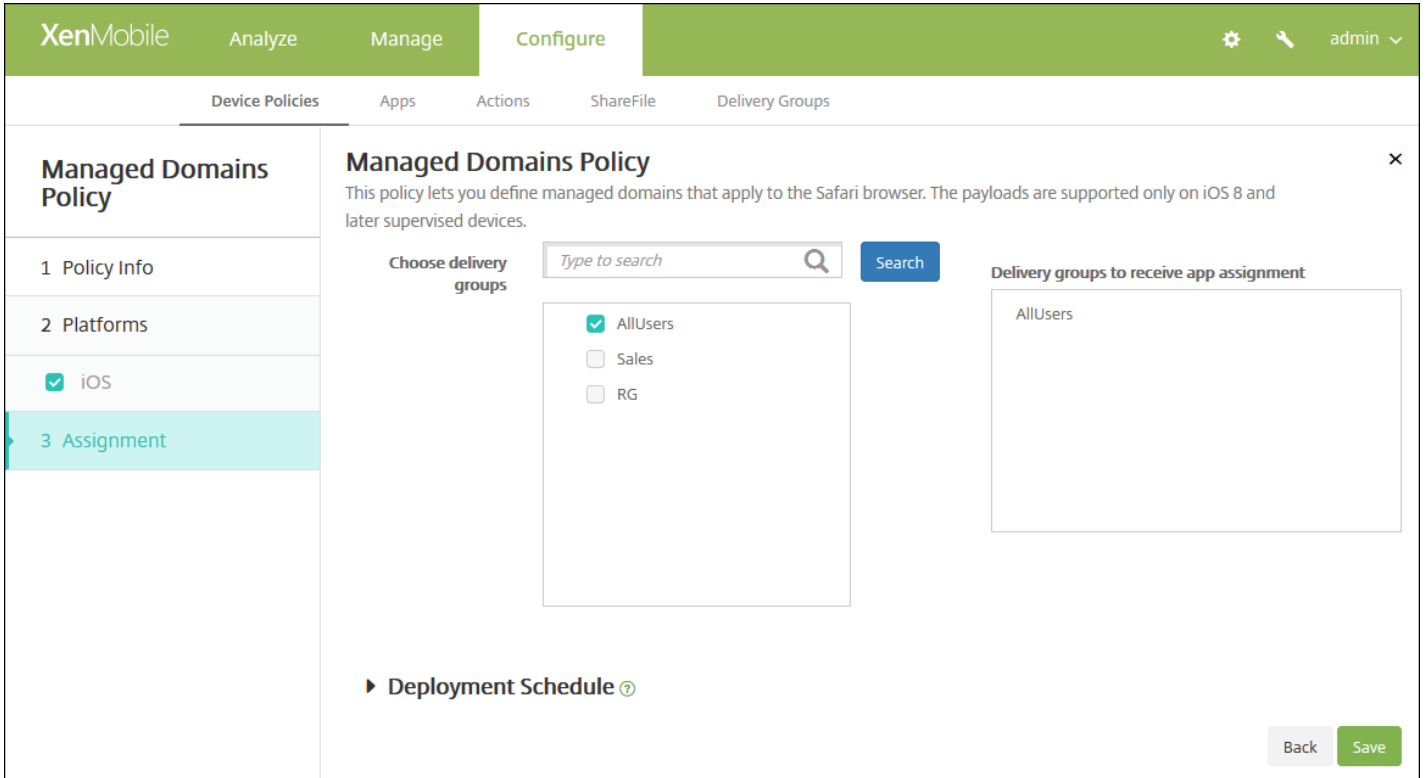 XenMobile Analyze Manage Configure admin
Device Policies Apps Actions ShareFile Delivery Groups
Managed Domains
Policy
1 Policy Info
2 Platforms
iOS
3 Assignment
Managed Domains Policy
This policy lets you define managed domains that apply to the Safari browser. The payloads are supported only on iOS 8 and
later supervised devices.
Choose delivery
groups
Type to search
Search
AllUsers
Sales
RG
Delivery groups to receive app assignment
AllUsers
Deployment Schedule ?
Back Save